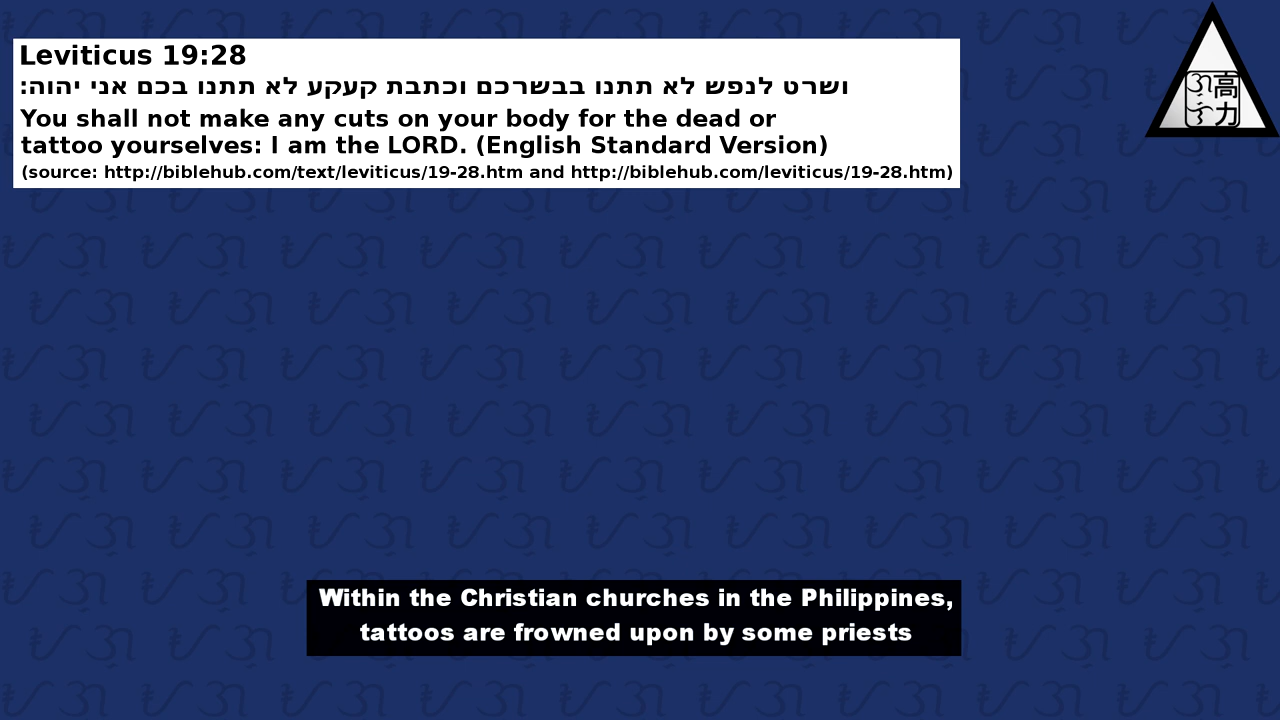 Leviticus 19:28
ושרט לנפש לא תתנו בבשרכם וכתבת קעקע לא תתנו בכם אני יהוה:
You shall not make any cuts on your body for the dead or
tattoo yourselves: I am the LORD. (English Standard Version)
(source: http://biblehub.com/text/leviticus/19-28.htm and http://biblehub.com/leviticus/19-28.htm)
高
力
Within the Christian churches in the Philippines,
tattoos are frowned upon by some priests